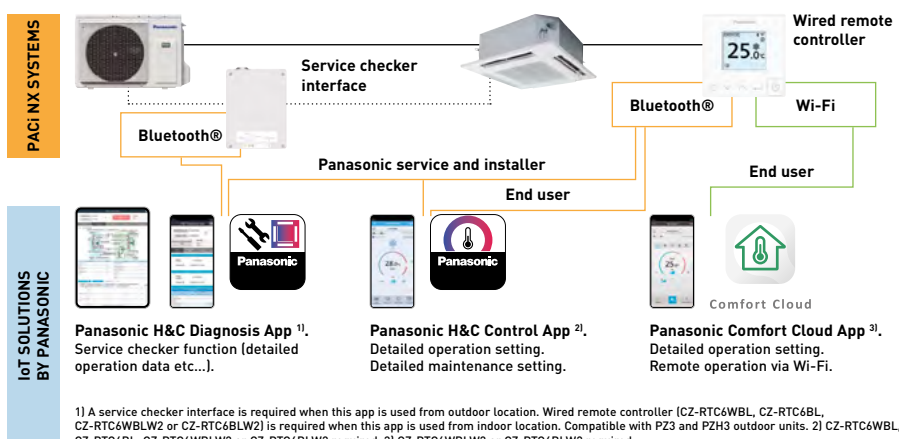 PACi NX SYSTEMS
Panasonic
Service checker
interface
Panasonic
25.0c
Wired remote
controller
Bluetooth®
Bluetooth®
Wi-Fi
Panasonic service and installer
End user
End user
IoT SOLUTIONS
BY PANASONIC
Panasonic
Panasonic
Comfort Cloud
Panasonic H&C Diagnosis App 1).
Service checker function (detailed
operation data etc...).
Panasonic H&C Control App 2).
Detailed operation setting.
Detailed maintenance setting.
Panasonic Comfort Cloud App 3).
Detailed operation setting.
Remote operation via Wi-Fi.
1) A service checker interface is required when this app is used from outdoor location. Wired remote controller (CZ-RTC6WBL, CZ-RTC6BL,
CZ-RTC6WBLW2 or CZ-RTC6BLW2) is required when this app is used from indoor location. Compatible with PZ3 and PZH3 outdoor units. 2) CZ-RTC6WBL,